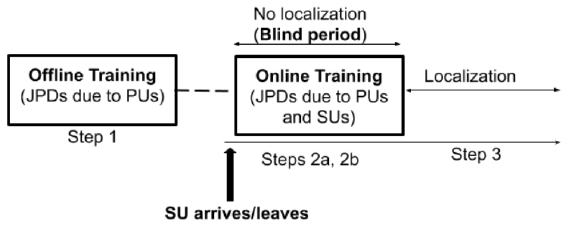 No localization
(Blind period)
Offline Training
(JPDs due to PUs)
Online Training
(JPDs due to PUs
and SUs)
Localization
Step 1
Steps 2a, 2b
Step 3
SU arrives/leaves